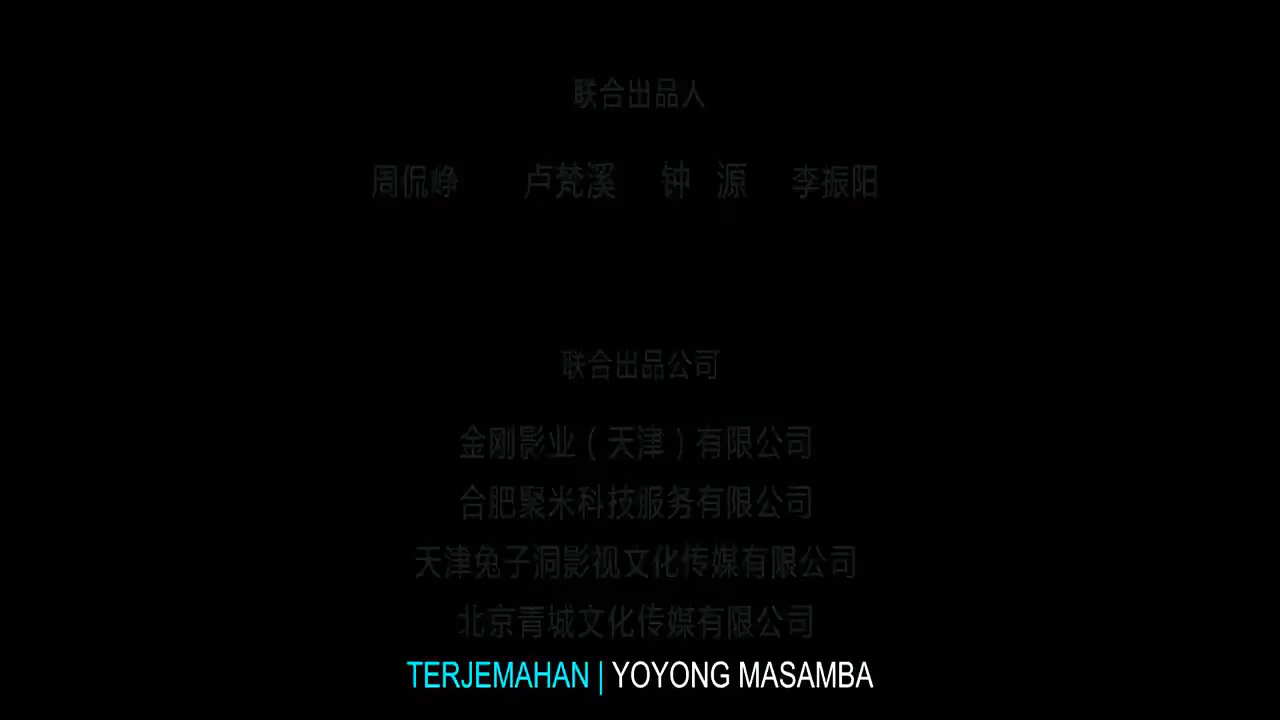 联合出品人
周侃峥 卢梵溪 钟 源 李振阳
联合出品公司
金刚影业（天津）有限公司
合肥聚米科技服务有限公司
天津兔子洞影视文化传媒有限公司
北京青城文化传媒有限公司
TERJEMAHAN | YOYONG MASAMBA